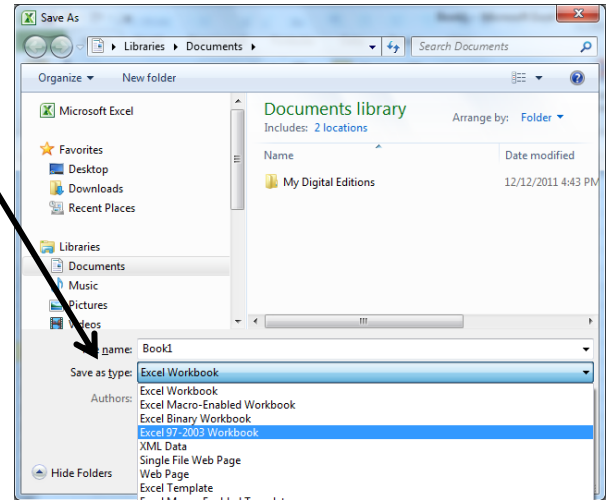 Save As
Libraries Documents
Search Documents
Organize New folder
Microsoft Excel
Favorites
Desktop
Downloads
Recent Places
Libraries
Documents
Music
Pictures
Videos
Documents library
Includes: 2 locations
Arrange by: Folder
Name Date modified
My Digital Editions 12/12/2011 4:43 PM
name: Book1
Save as type: Excel Workbook
Authors:
Excel Workbook
Excel Macro-Enabled Workbook
Excel Binary Workbook
Excel 97-2003 Workbook
XML Data
Single File Web Page
Web Page
Excel Template
Hide Folders